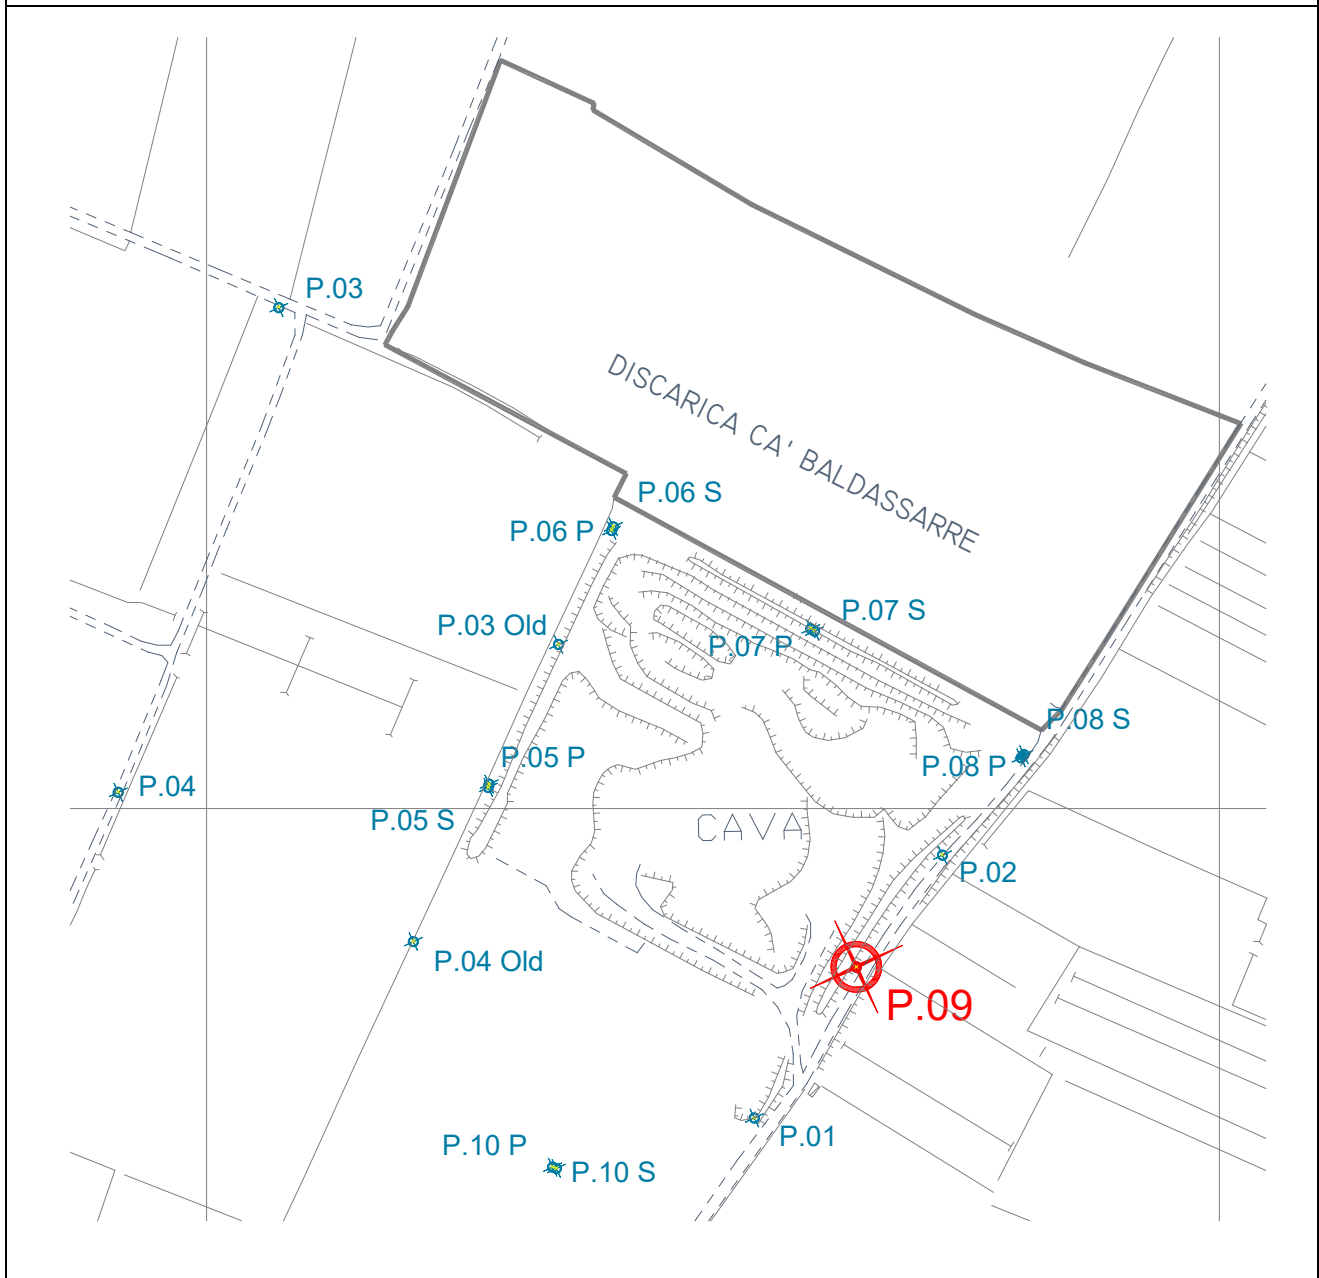 P.03
DISCARICA CA' BALDASSARRE
P.06 S
P.06 P
P.07 S
P.03 Old
P.07 P
P.08 S
P.05 P
P.08 P
P.04
P.05 S
CAVA
P.02
P.04 Old
P.09
P.01
P.10 P
P.10 S